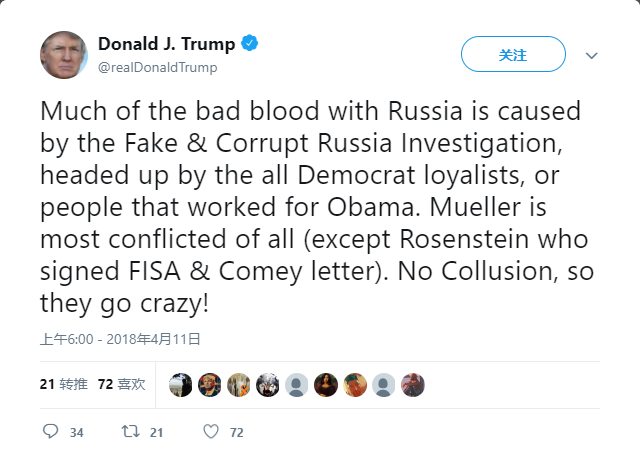 Donald J. Trump
@realDonaldTrump
关注
Much of the bad blood with Russia is caused
by the Fake & Corrupt Russia Investigation,
headed up by the all Democrat loyalists, or
people that worked for Obama. Mueller is
most conflicted of all (except Rosenstein who
signed FISA & Comey letter). No Collusion, so
they go crazy!
上午6:00 - 2018年4月11日
21 转推 72 喜欢
34 21 72